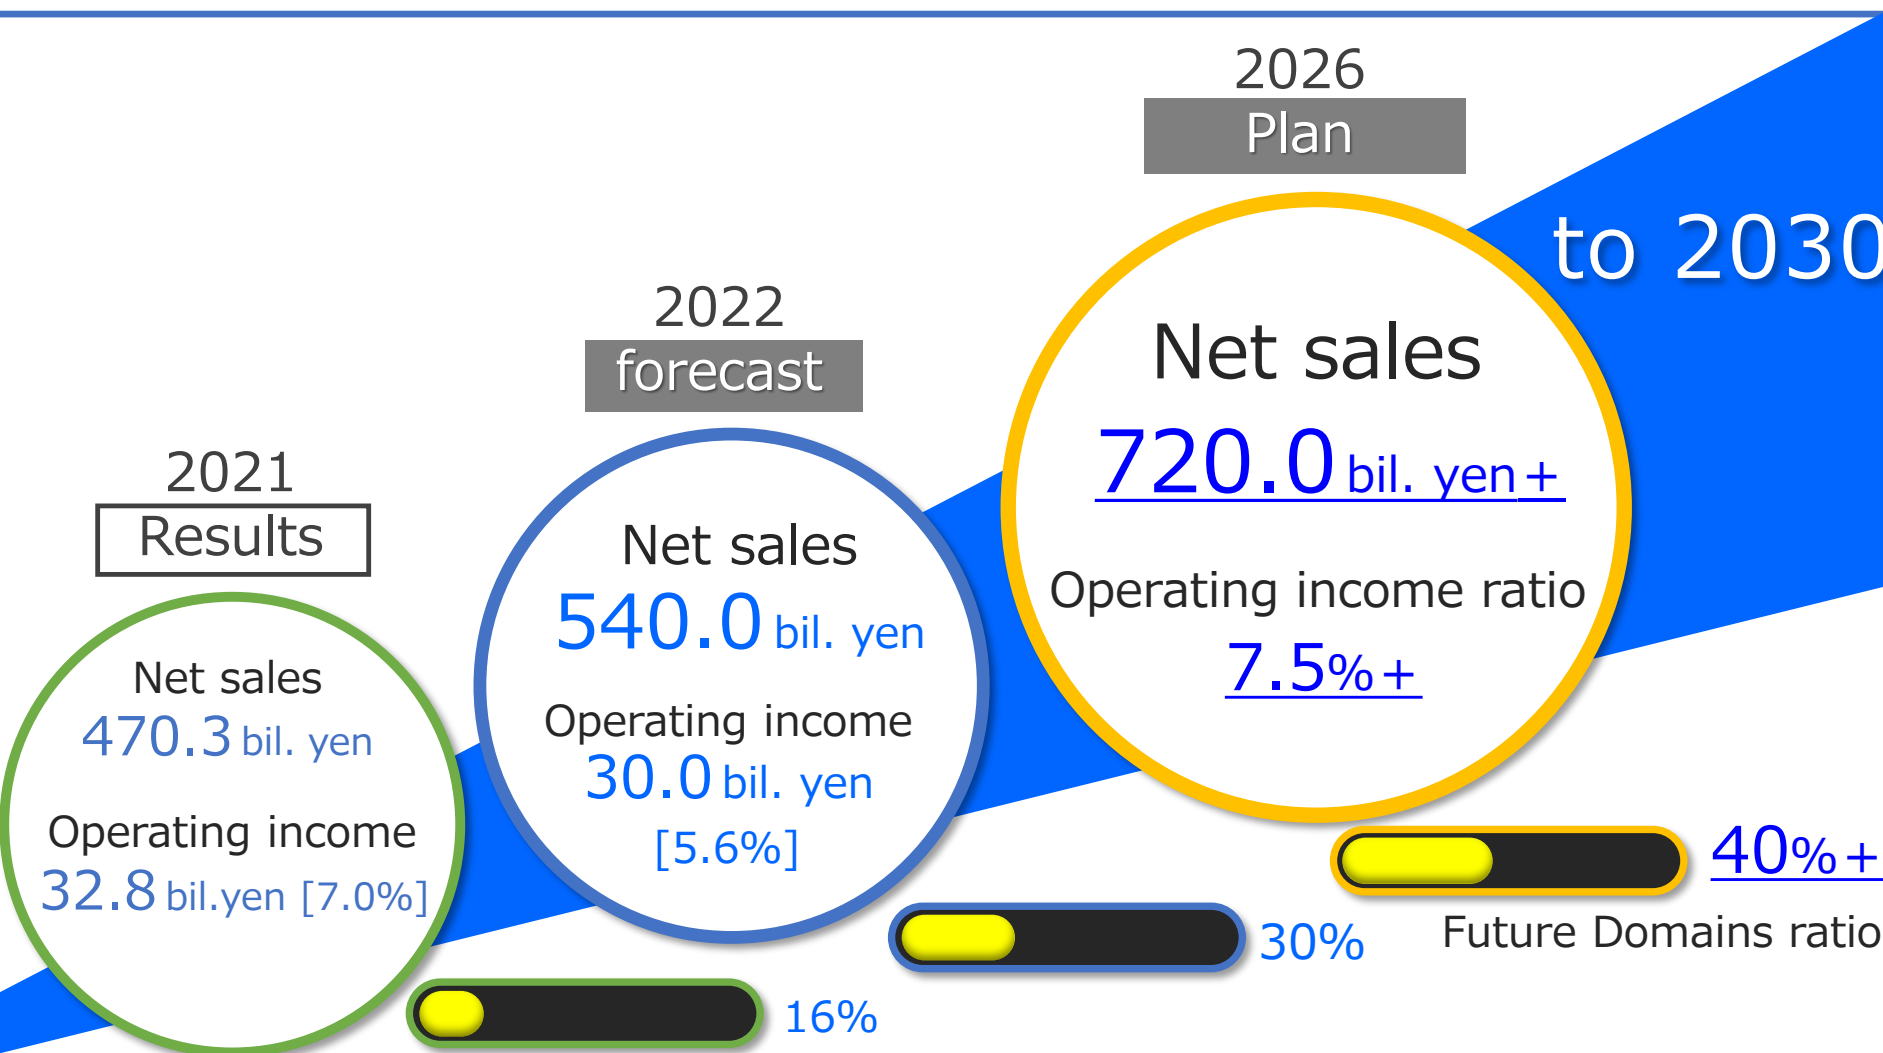 2021
Results
Net sales
470.3 bil. yen
Operating income
32.8 bil.yen [7.0%]
16%
2022
forecast
Net sales
540.0 bil. yen
Operating income
30.0 bil. yen
[5.6%]
30%
2026
Plan
Net sales
720.0 bil. yen+
Operating income ratio
7.5%+
40%+
Future Domains ratio
to 2030